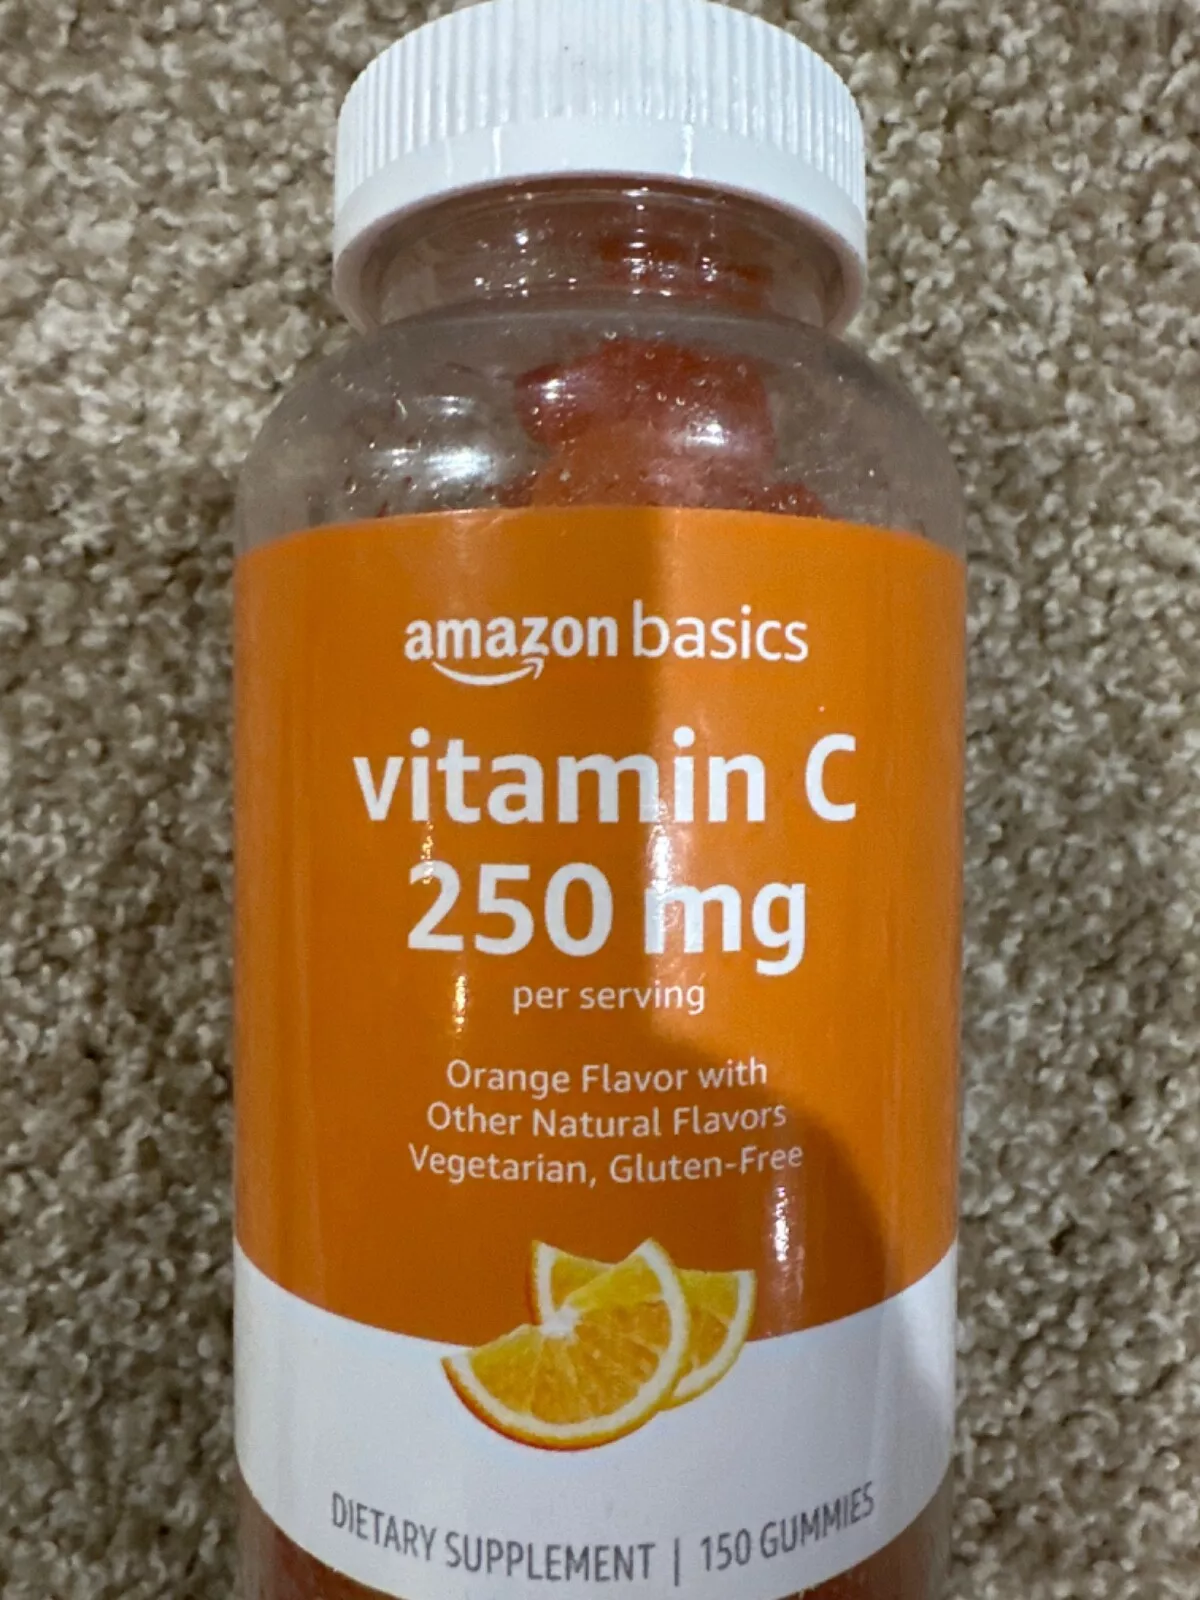 amazon basics
vitamin C
250 mg
per serving
Orange Flavor with
Other Natural Flavors
Vegetarian, Gluten-Free
DIETARY SUPPLEMENT | 150 GUMMIES